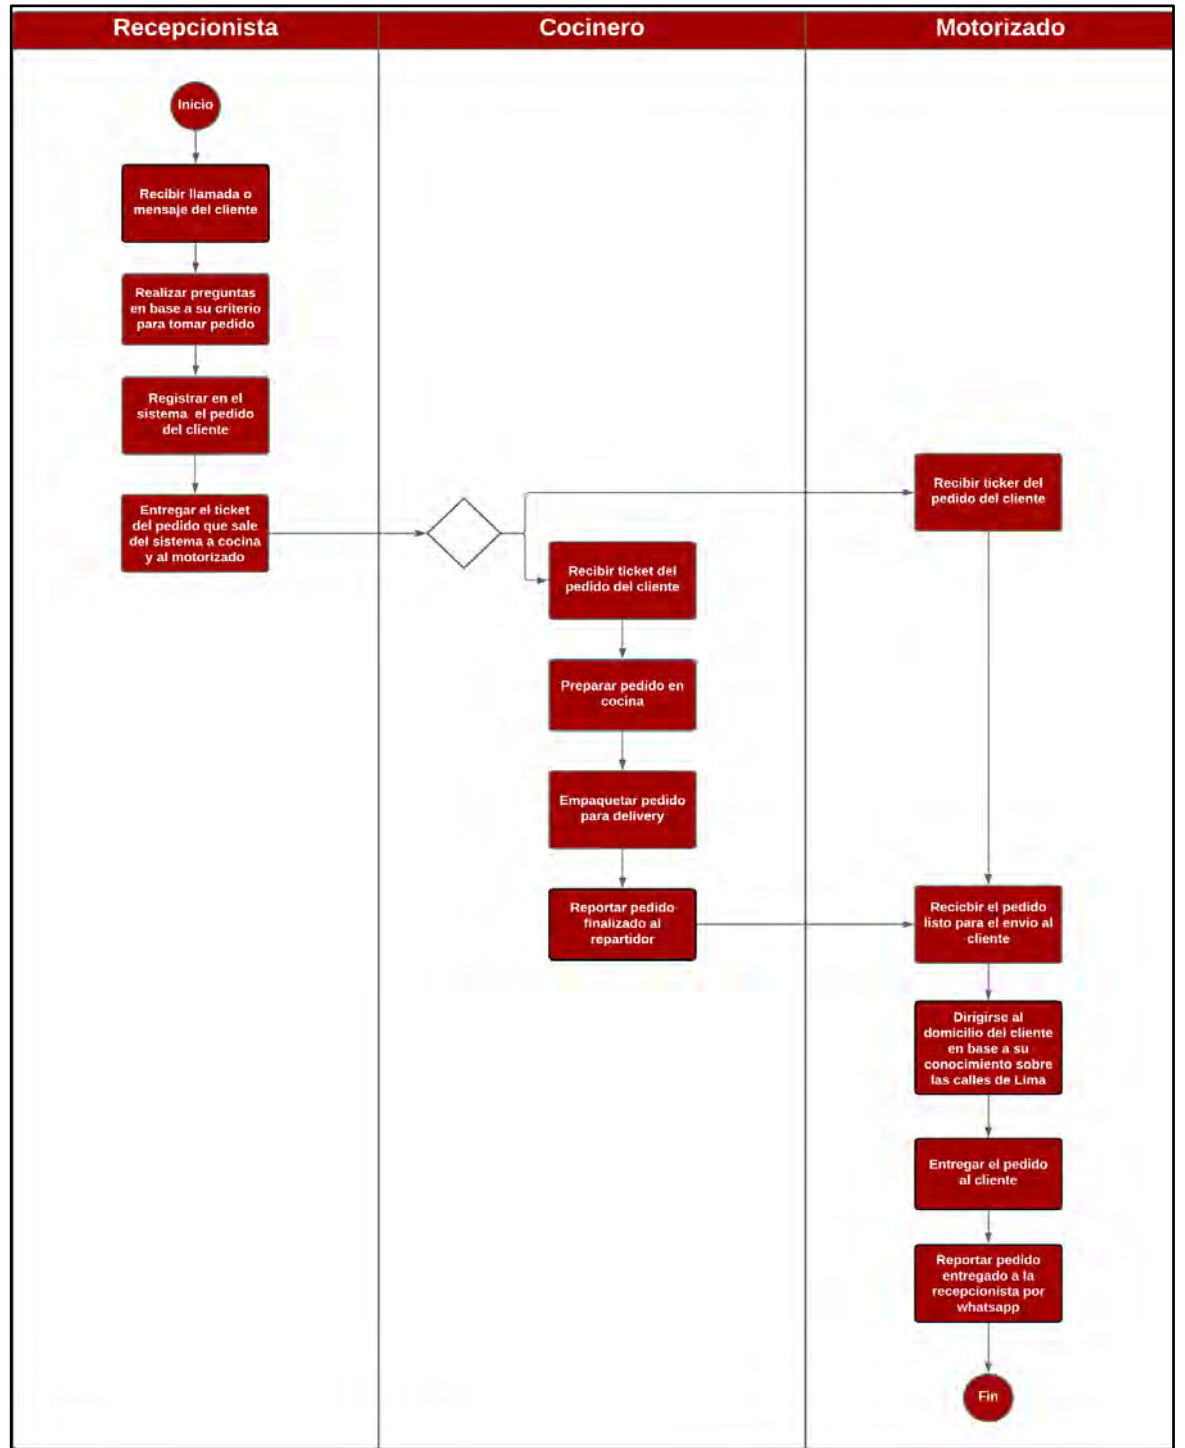 Recepcionista
Cocinero
Motorizado
Inicio
Recibir llamada o
mensaje del cliente
Realizar preguntas
en base a su criterio
para tomar pedido
Registrar en el
sistema el pedido
del cliente
Entregar el ticket
del pedido que sale
del sistema a cocina
y al motorizado
Recibir ticket del
pedido del cliente
Preparar pedido en
cocina
Empaquetar pedido
para delivery
Reportar pedido
finalizado al
repartidor
Recibir ticker del
pedido del cliente
Recicbir el pedido
listo para el envio al
cliente
Dirigirse al
domicilio del cliente
en base a su
conocimiento sobre
las calles de Lima
Entregar el pedido
al cliente
Reportar pedido
entregado a la
recepcionista por
whatsapp
Fin